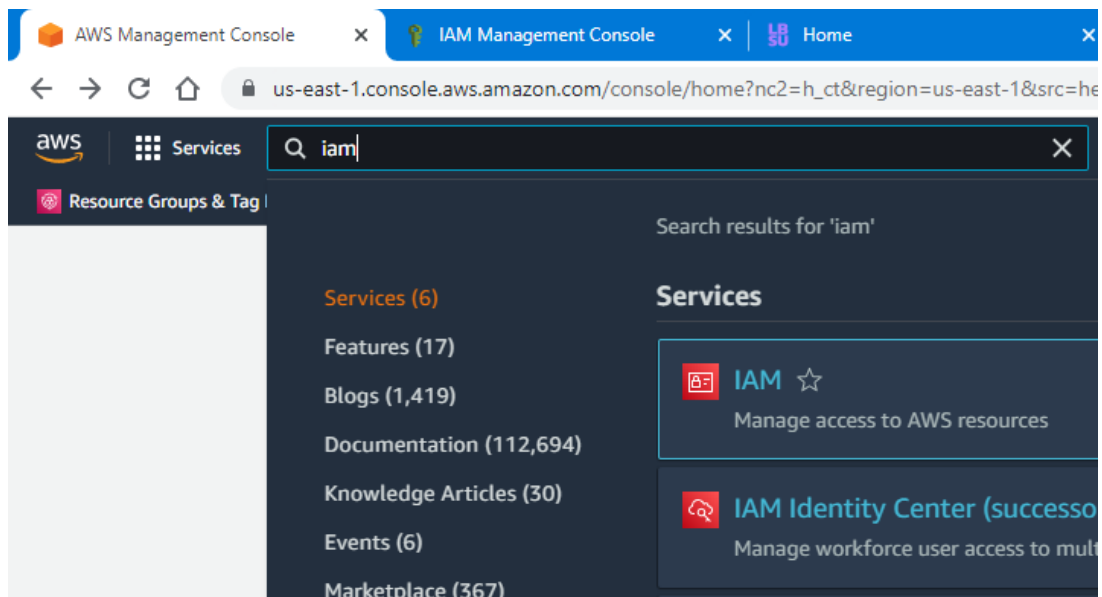 AWS Management Console
IAM Management Console
LB
SU
Home
us-east-1.console.aws.amazon.com/console/home?nc2=h_ct&region=us-east-1&src=he
aws
Services
iam
Resource Groups & Tag
Search results for 'iam'
Services (6)
Features (17)
Blogs (1,419)
Documentation (112,694)
Knowledge Articles (30)
Events (6)
Marketplace (367)
Services
IAM
Manage access to AWS resources
IAM Identity Center (successo
Manage workforce user access to mult